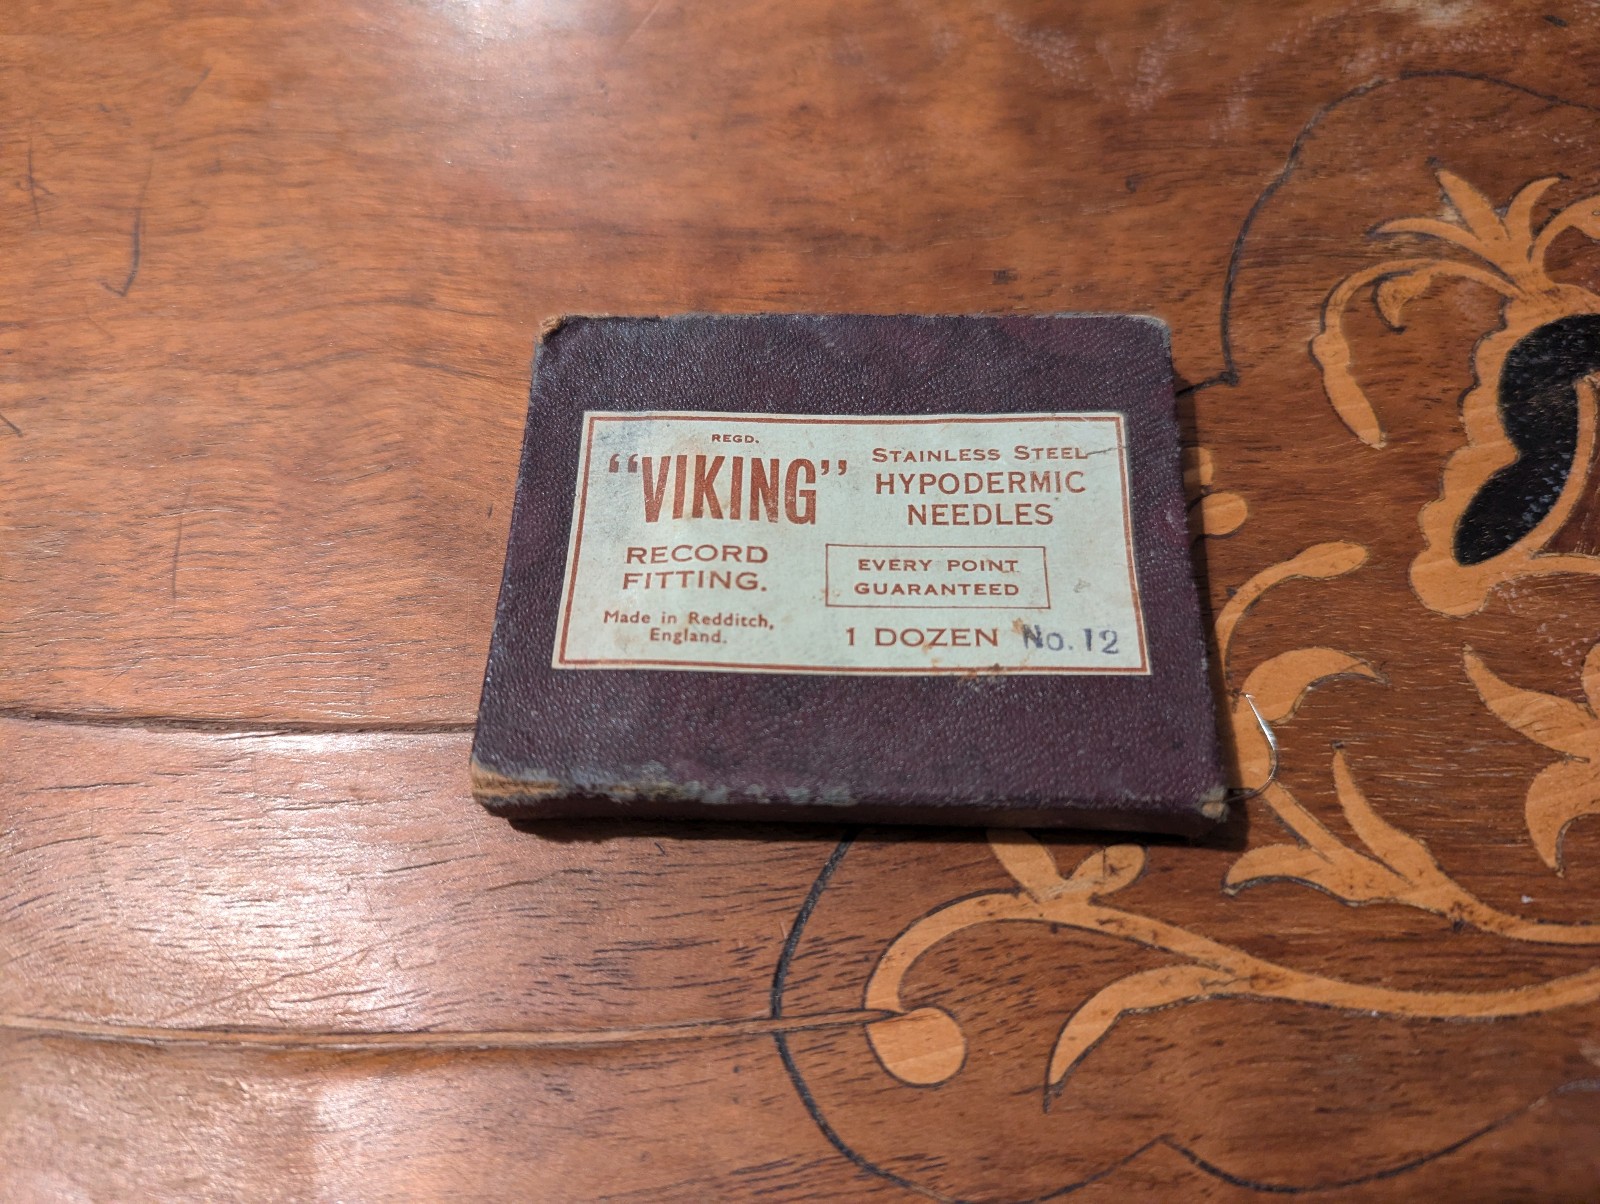 REGD.
"VIKING"
STAINLESS STEEL
HYPODERMIC
NEEDLES
RECORD
FITTING.
EVERY POINT
GUARANTEED
Made in Redditch,
England.
1 DOZEN No. 12